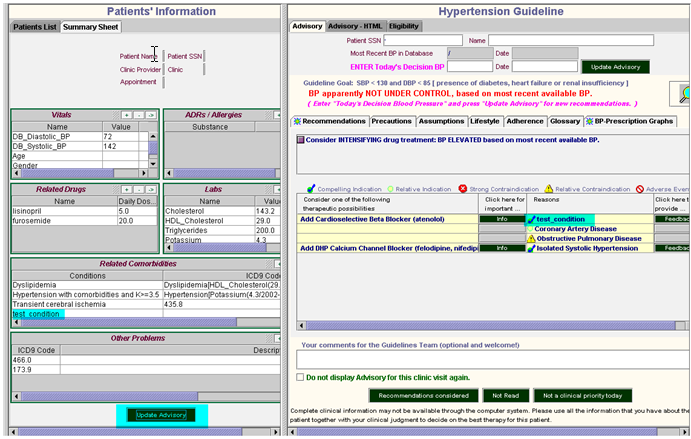 Patients' Information
Patients List Summary Sheet
Patient Name Patient SSN
Clinic Provider Clinic
Appointment
Vitals
Name Value
DB_Diastolic_BP 72
DB_Systolic_BP 142
Age
Gender
ADRs / Allergies
Substance
Related Drugs
Name Daily Dos...
lisinopril 5.0
furosemide 20.0
Labs
Name Value
Cholesterol 143.2
HDL_Cholesterol 29.0
Triglycerides 200.0
Potassium 4.3
Related Comorbidities
Conditions ICD9 Cod
Dyslipidemia Dyslipidemia[HDL_Cholesterol(29.
Hypertension with comorbidities and K>=3.5 Hypertension[Potassium(4.3/2002-
Transient cerebral ischemia 435.8
test_condition
Other Problems
ICD9 Code Descript
466.0
173.9
Update Advisory
Hypertension Guideline
Advisory Advisory - HTML Eligibility
Patient SSN Name
Most Recent BP in Database / Date
ENTER Today's Decision BP Date Update Advisory
Guideline Goal: SBP < 130 and DBP < 85 [ presence of diabetes, heart failure or renal insufficiency ]
BP apparently NOT UNDER CONTROL, based on most recent available BP.
( Enter "Today's Decision Blood Pressure" and press "Update Advisory" for new recommendations. )
Recommendations Precautions Assumptions Lifestyle Adherence Glossary BP-Prescription Graphs
Consider INTENSIFYING drug treatment: BP ELEVATED based on most recent available BP.
Compelling Indication Relative Indication Strong Contraindication Relative Contraindication Adverse Even
Consider one of the following therapeutic possibilities Click here for important ... Reasons Click here t provide ...
Add Cardioselective Beta Blocker (atenolol) Info test_condition Feedba
Coronary Artery Disease
Obstructive Pulmonary Disease
Add DHP Calcium Channel Blocker (felodipine, nifedip Info Isolated Systolic Hypertension Feedba
Your comments for the Guidelines Team (optional and welcome!)
Do not display Advisory for this clinic visit again.
Recommendations considered Not Read Not a clinical priority today
Complete clinical information may not be available through the computer system. Please use all the information that you have about the
patient together with your clinical judgment to decide on the best therapy for this patient.